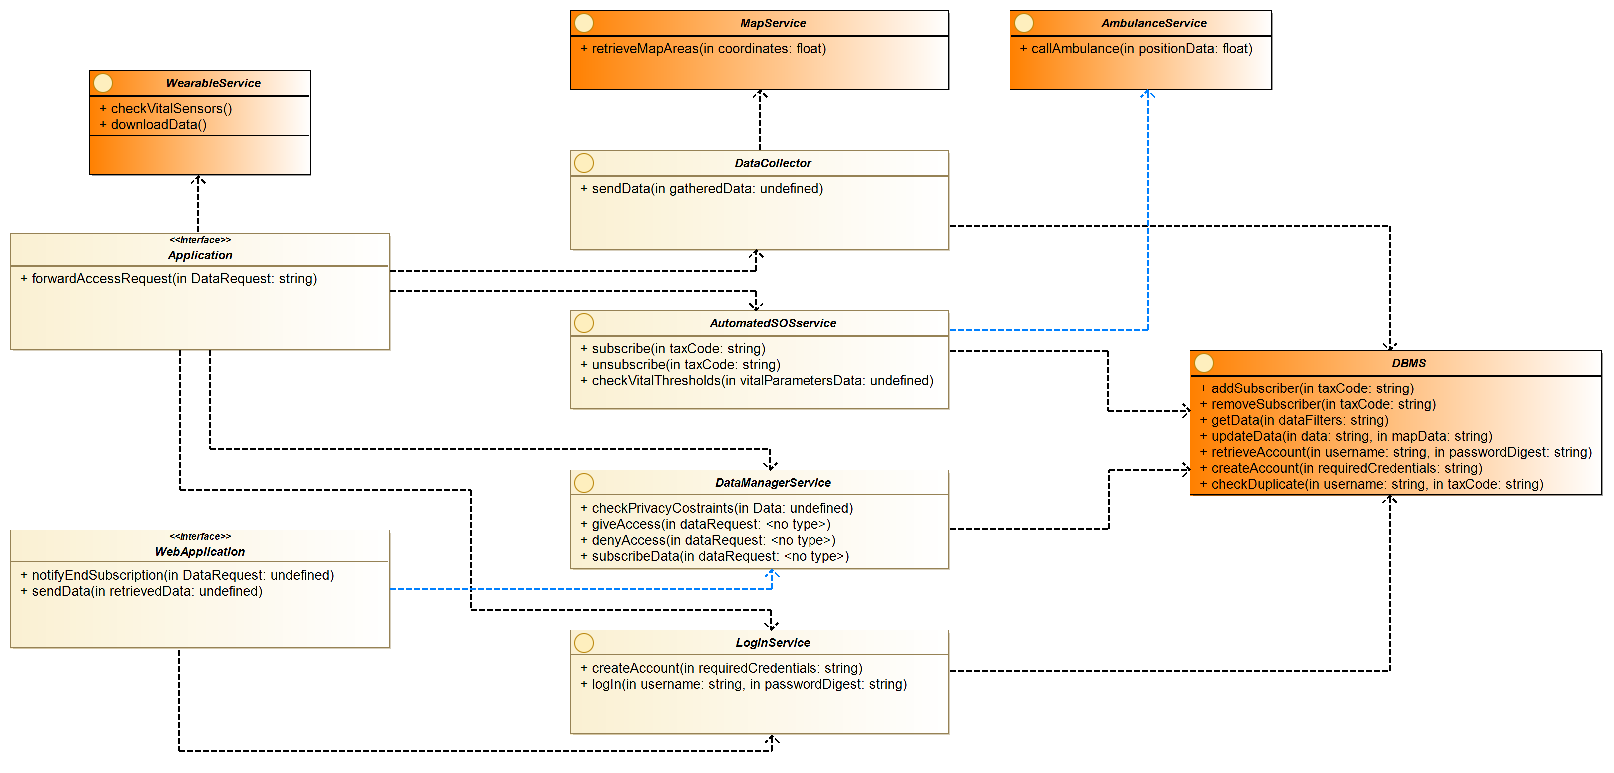 MapService
+ retrieveMapAreas(in coordinates: float)
AmbulanceService
+ callAmbulance(in positionData: float)
WearableService
+ checkVitalSensors()
+ downloadData()
DataCollector
+ sendData(in gatheredData: undefined)
<<Interface>>
Application
+ forwardAccessRequest(in DataRequest: string)
AutomatedSOSservice
+ subscribe(in taxCode: string)
+ unsubscribe(in taxCode: string)
+ checkVitalThresholds(in vitalParametersData: undefined)
DBMS
+ addSubscriber(in taxCode: string)
+ removeSubscriber(in taxCode: string)
+ getData(in dataFilters: string)
+ updateData(in data: string, in mapData: string)
+ retrieveAccount(in username: string, in passwordDigest: string)
+ createAccount(in requiredCredentials: string)
+ checkDuplicate(in username: string, in taxCode: string)
DataManagerService
+ checkPrivacyCostraints(in Data: undefined)
+ giveAccess(in dataRequest: <no type>)
+ denyAccess(in dataRequest: <no type>)
+ subscribeData(in dataRequest: <no type>)
<<Interface>>
WebApplication
+ notifyEndSubscription(in DataRequest: undefined)
+ sendData(in retrievedData: undefined)
LogInService
+ createAccount(in requiredCredentials: string)
+ logIn(in username: string, in passwordDigest: string)